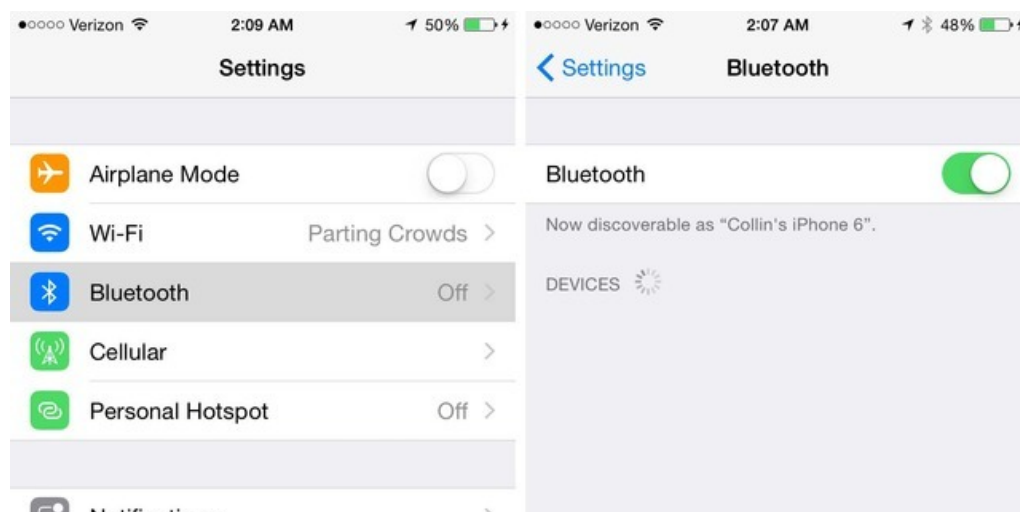 Verizon 2:09 AM 50%
Settings
Airplane Mode
Wi-Fi Parting Crowds
Bluetooth Off
Cellular
Personal Hotspot Off
Verizon 2:07 AM 48%
Settings Bluetooth
Bluetooth
Now discoverable as “Collin's iPhone 6”.
DEVICES